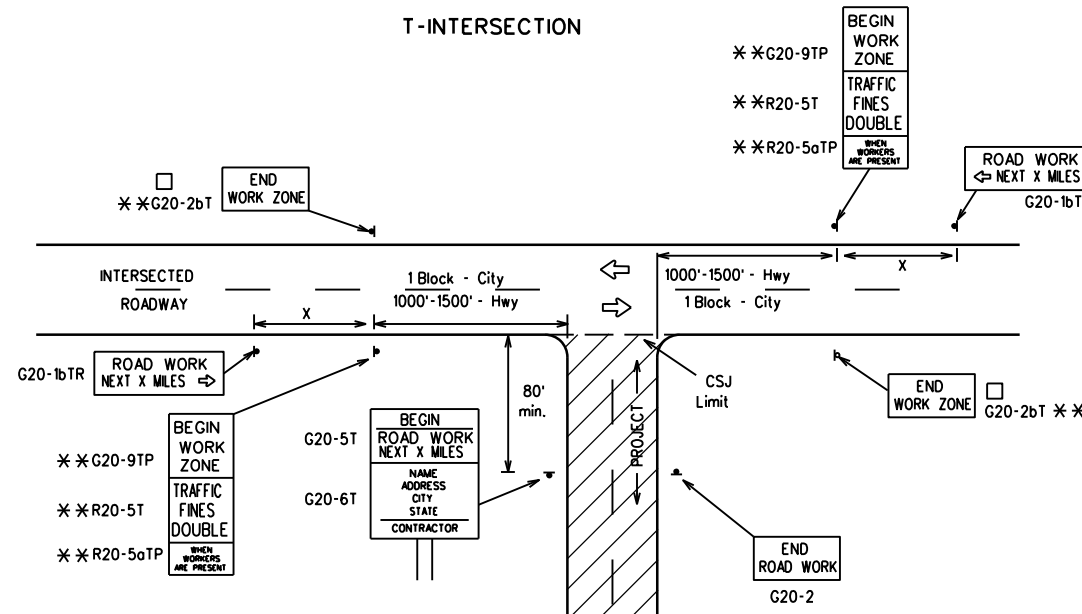 T-INTERSECTION
✶✶G20-9TP
BEGIN
WORK
ZONE
✶✶R20-5T
TRAFFIC
FINES
DOUBLE
✶✶R20-5aTP
WHEN
WORKERS
ARE PRESENT
ROAD WORK
⇦ NEXT X MILES
G20-1bT
□
✶✶G20-2bT
END
WORK ZONE
INTERSECTED
ROADWAY
1 Block - City
1000'-1500' - Hwy
X
1000'-1500' - Hwy
1 Block - City
X
G20-1bTR
ROAD WORK
NEXT X MILES ⇨
80'
min.
CSJ
Limit
PROJECT
END
WORK ZONE
□
G20-2bT ✶✶
✶✶G20-9TP
BEGIN
WORK
ZONE
✶✶R20-5T
TRAFFIC
FINES
DOUBLE
✶✶R20-5aTP
WHEN
WORKERS
ARE PRESENT
G20-5T
BEGIN
ROAD WORK
NEXT X MILES
G20-6T
NAME
ADDRESS
CITY
STATE
CONTRACTOR
END
ROAD WORK
G20-2